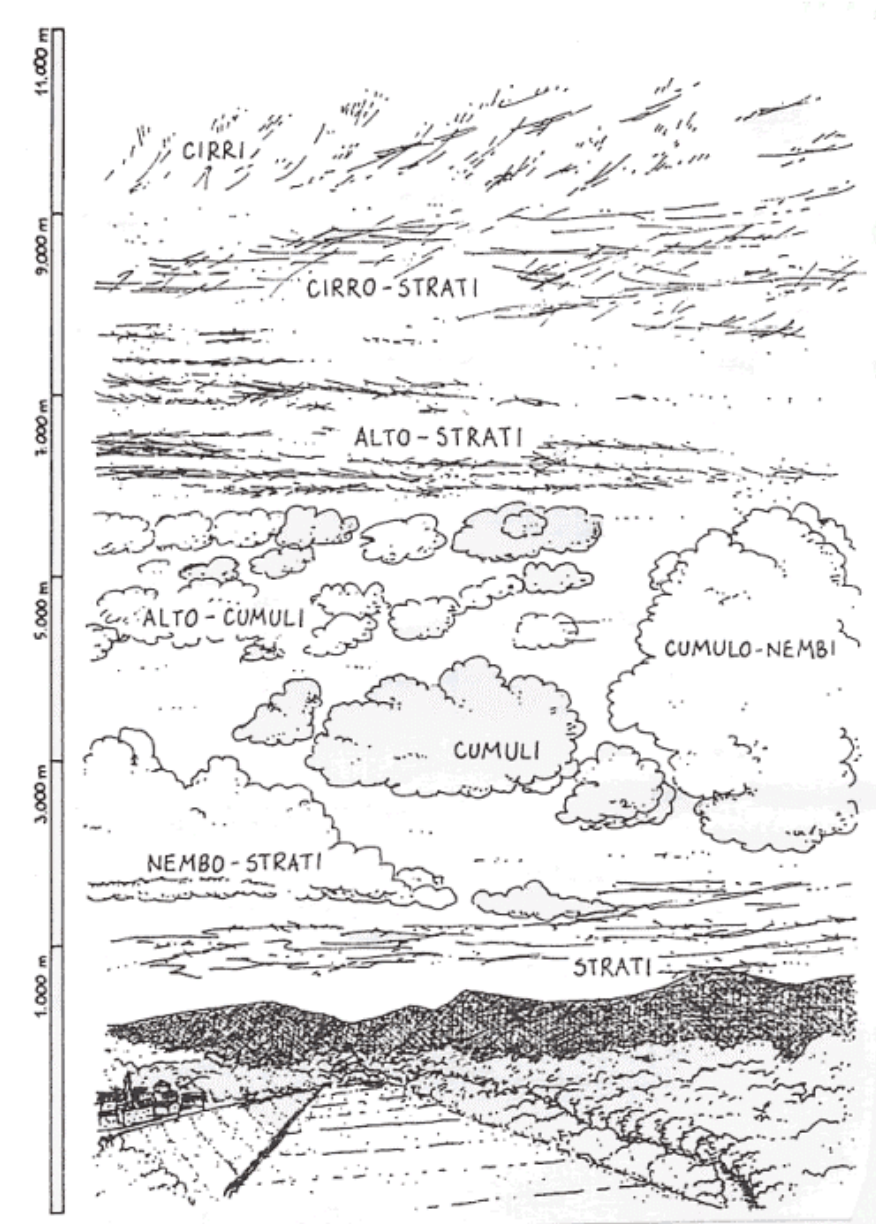 11.000 m
CIRRI
9.000 m
CIRRO-STRATI
7.000 m
ALTO-STRATI
5.000 m
ALTO-CUMULI
CUMULO-NEMBI
CUMULI
3.000 m
NEMBO-STRATI
STRATI
1.000 m